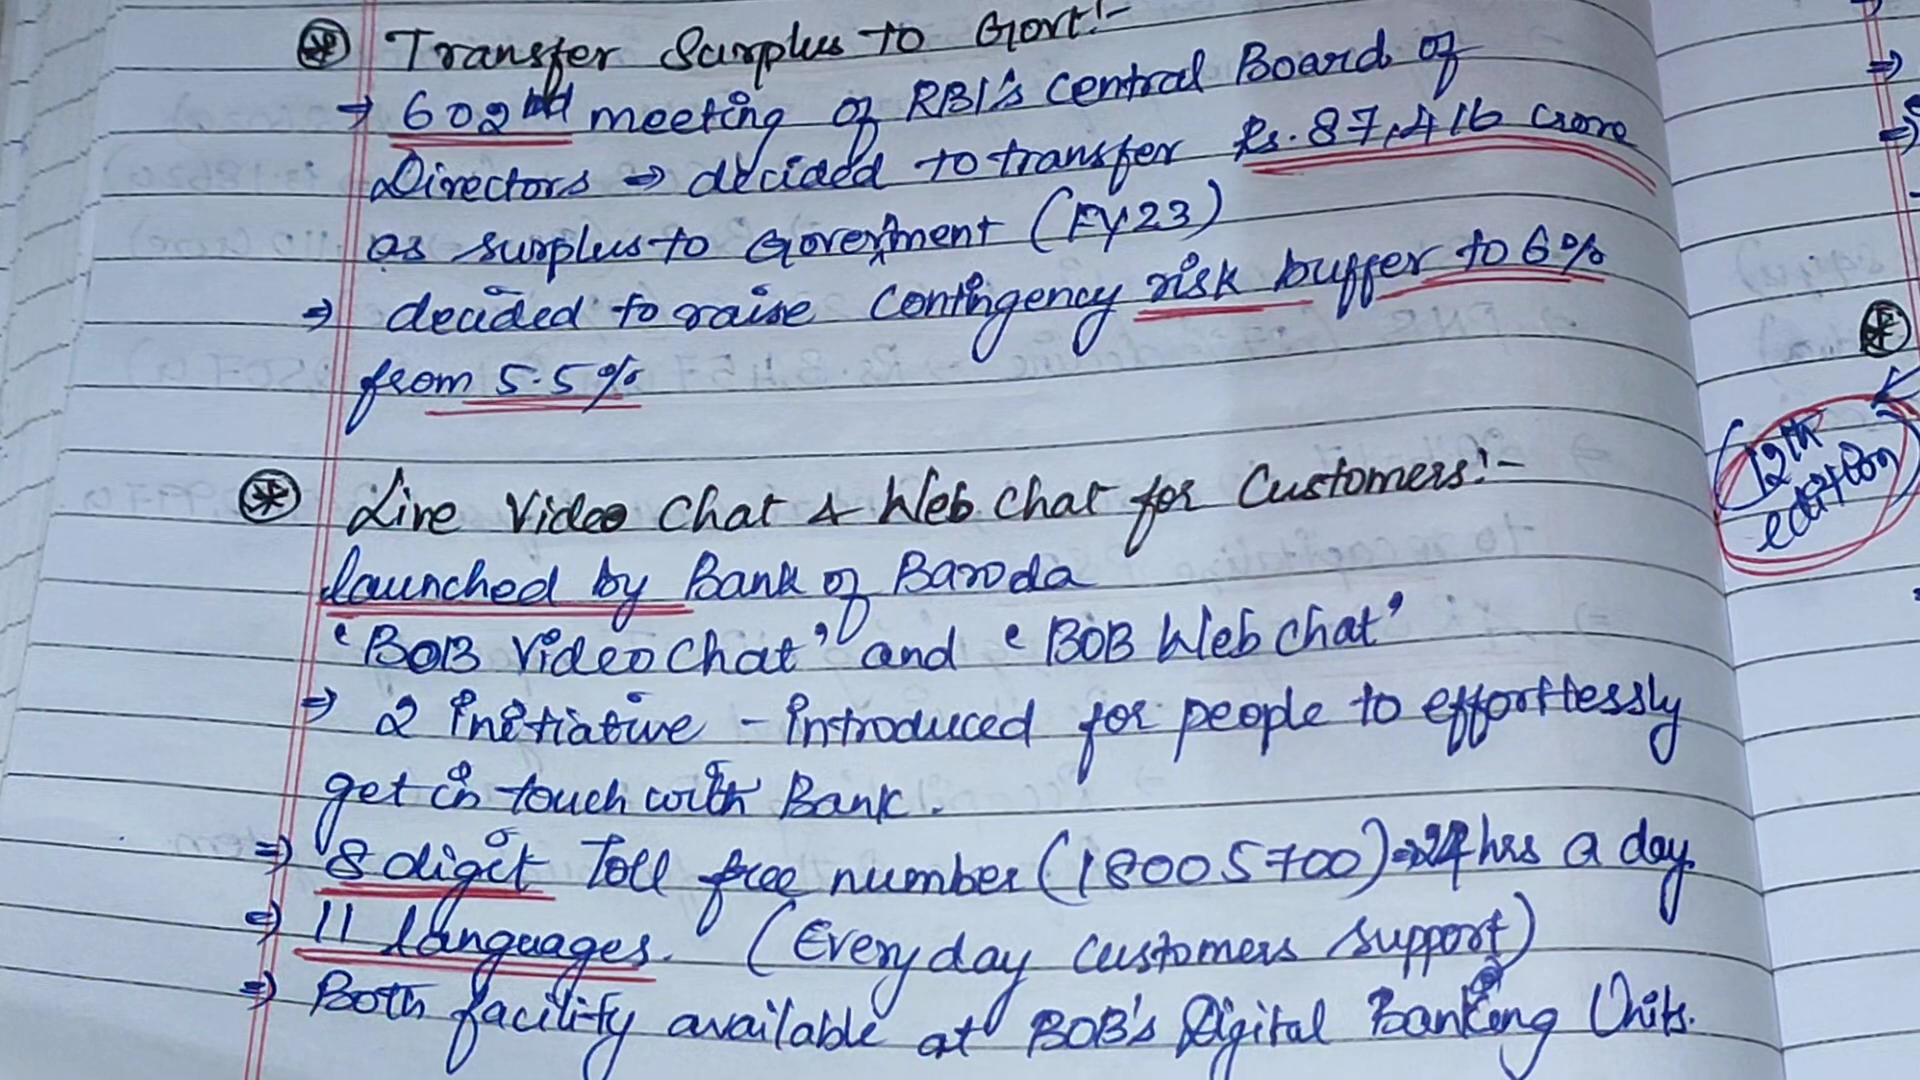 Transfer Surplus to Govt:-
⇒ 602nd meeting of RBI's central Board of
Directors ⇒ decided to transfer Rs. 87,416 crore
as surplus to Government (FY23)
⇒ decided to raise Contingency risk buffer to 6%
from 5.5%
Live Video Chat & Web Chat for Customers:-
launched by Bank of Baroda
'BOB Video Chat' and 'BOB Web chat'
⇒ 2 initiative - introduced for people to efforttessly
get in touch with Bank.
⇒ 8 digit Toll free number (18005700) ⇒ 24 hrs a day.
⇒ 11 languages. (Every day customers support)
⇒ Both facility available at BOB's Digital Banking Units.
(12th
edition)